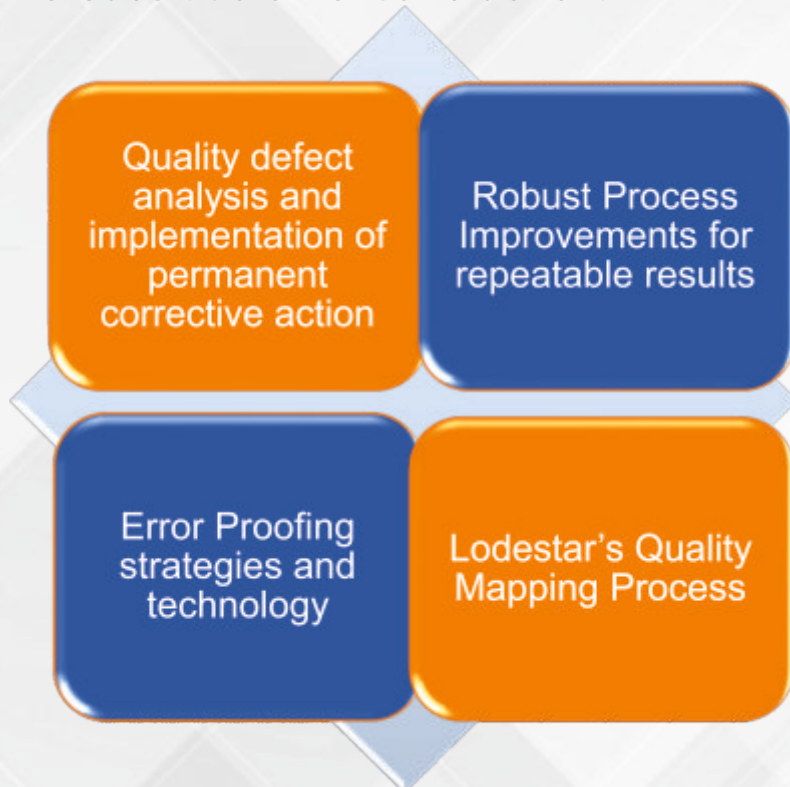 Quality defect
analysis and
implementation of
permanent
corrective action
Robust Process
Improvements for
repeatable results
Error Proofing
strategies and
technology
Lodestar’s Quality
Mapping Process